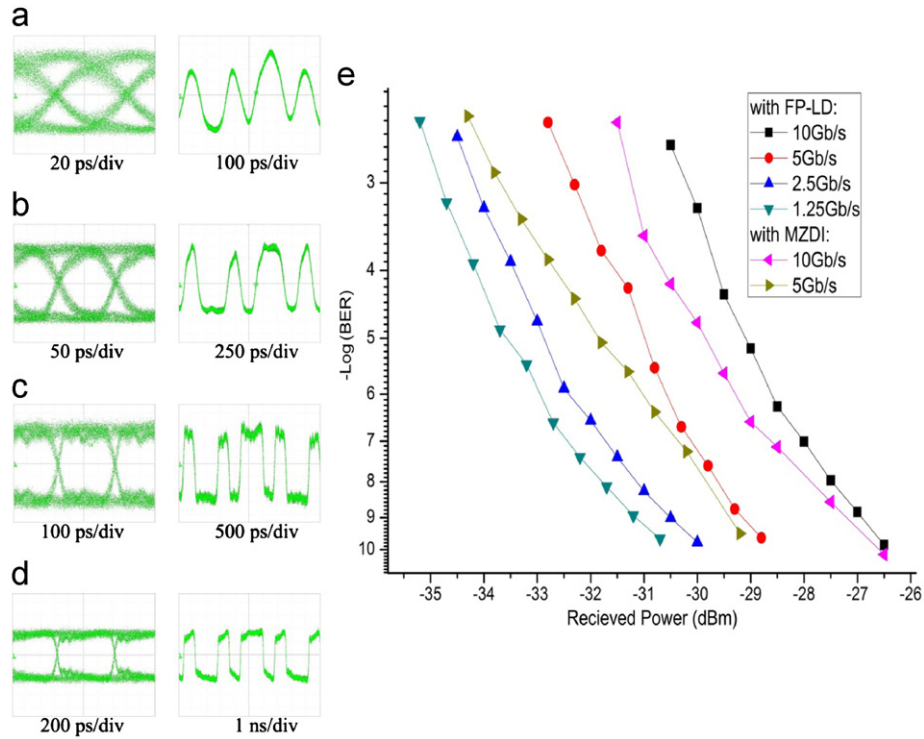 a
20 ps/div
100 ps/div
b
50 ps/div
250 ps/div
c
100 ps/div
500 ps/div
d
200 ps/div
1 ns/div
e
with FP-LD:
10Gb/s
5Gb/s
2.5Gb/s
1.25Gb/s
with MZDI:
10Gb/s
5Gb/s
-Log (BER)
3
4
5
6
7
8
9
10
-35 -34 -33 -32 -31 -30 -29 -28 -27 -26
Recieved Power (dBm)